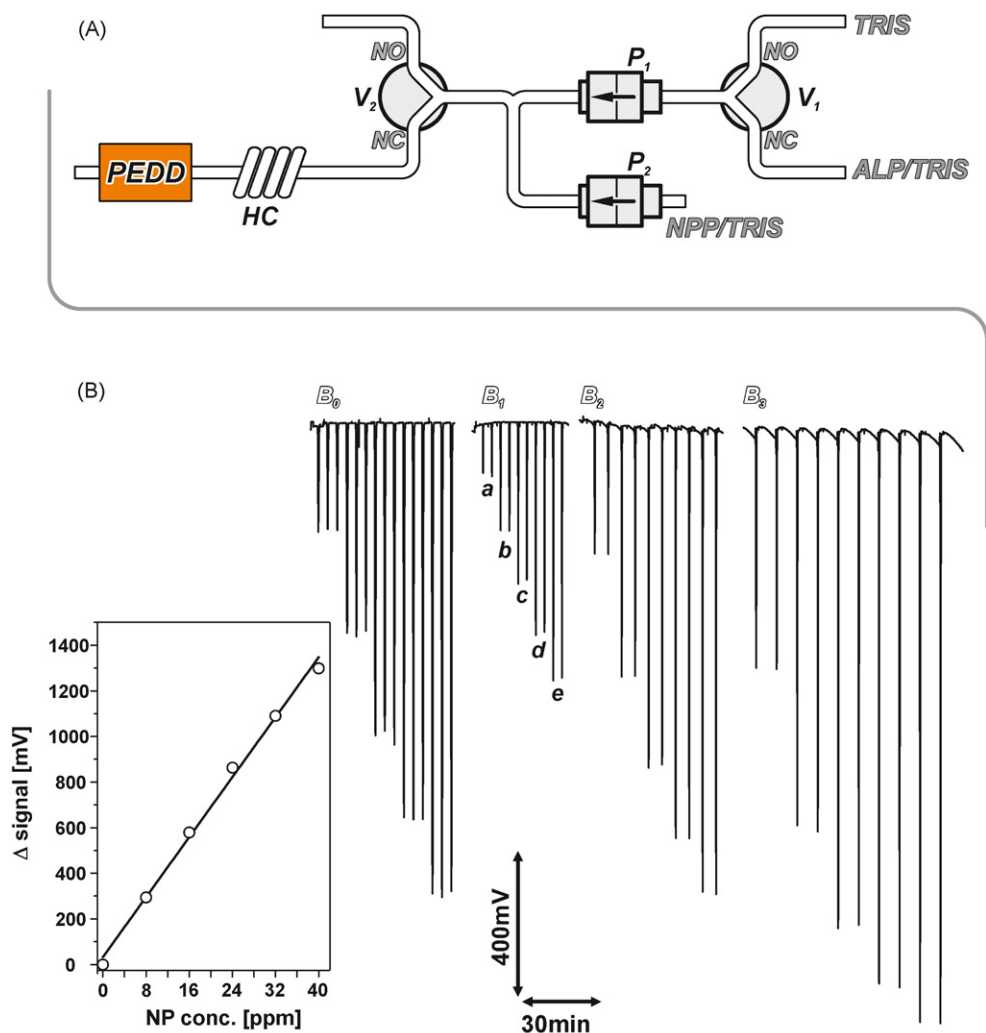 (A)
TRIS
NO
P₁
NO
V₂
V₁
NC
NC
PEDD
P₂
ALP/TRIS
HC
NPP/TRIS
(B)
B₀
B₁
B₂
B₃
a
b
c
d
e
1400
1200
1000
800
600
400
200
0
Δ signal [mV]
0 8 16 24 32 40
NP conc. [ppm]
400mV
30min